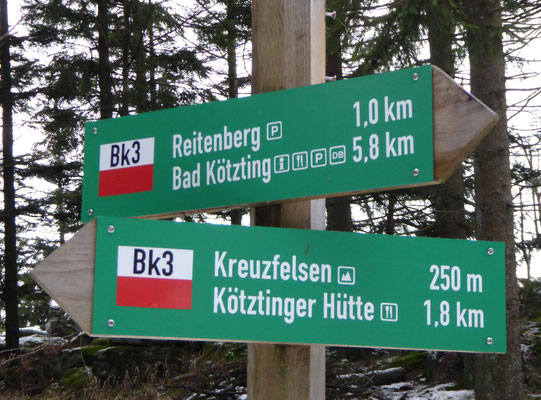 Bk3
Reitenberg P 1,0 km
Bad Kötzting i P DB 5,8 km
Bk3
Kreuzfelsen 250 m
Kötztinger Hütte 1,8 km